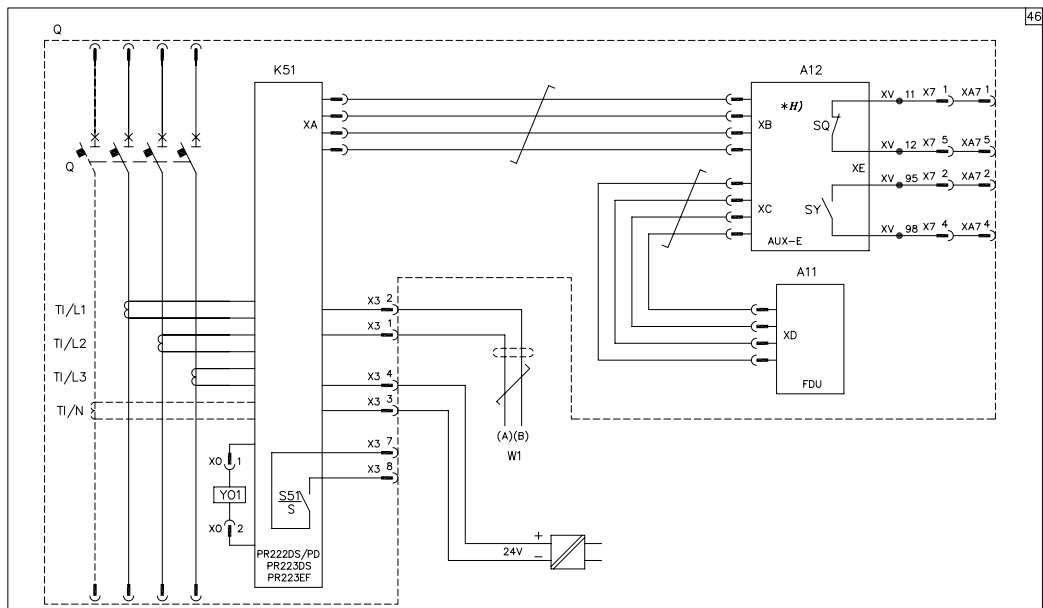 46
Q
K51
A12
XA
*H)
XB
SQ
XE
XC
SY
AUX-E
XV 11 X7 1 XA7 1
XV 12 X7 5 XA7 5
XV 95 X7 2 XA7 2
XV 98 X7 4 XA7 4
Q
A11
XD
FDU
TI/L1
TI/L2
TI/L3
TI/N
X3 2
X3 1
X3 4
X3 3
X3 7
X3 8
(A)(B)
W1
XO 1
YO1
XO 2
S51
S
PR222DS/PD
PR223DS
PR223EF
+
24V
−